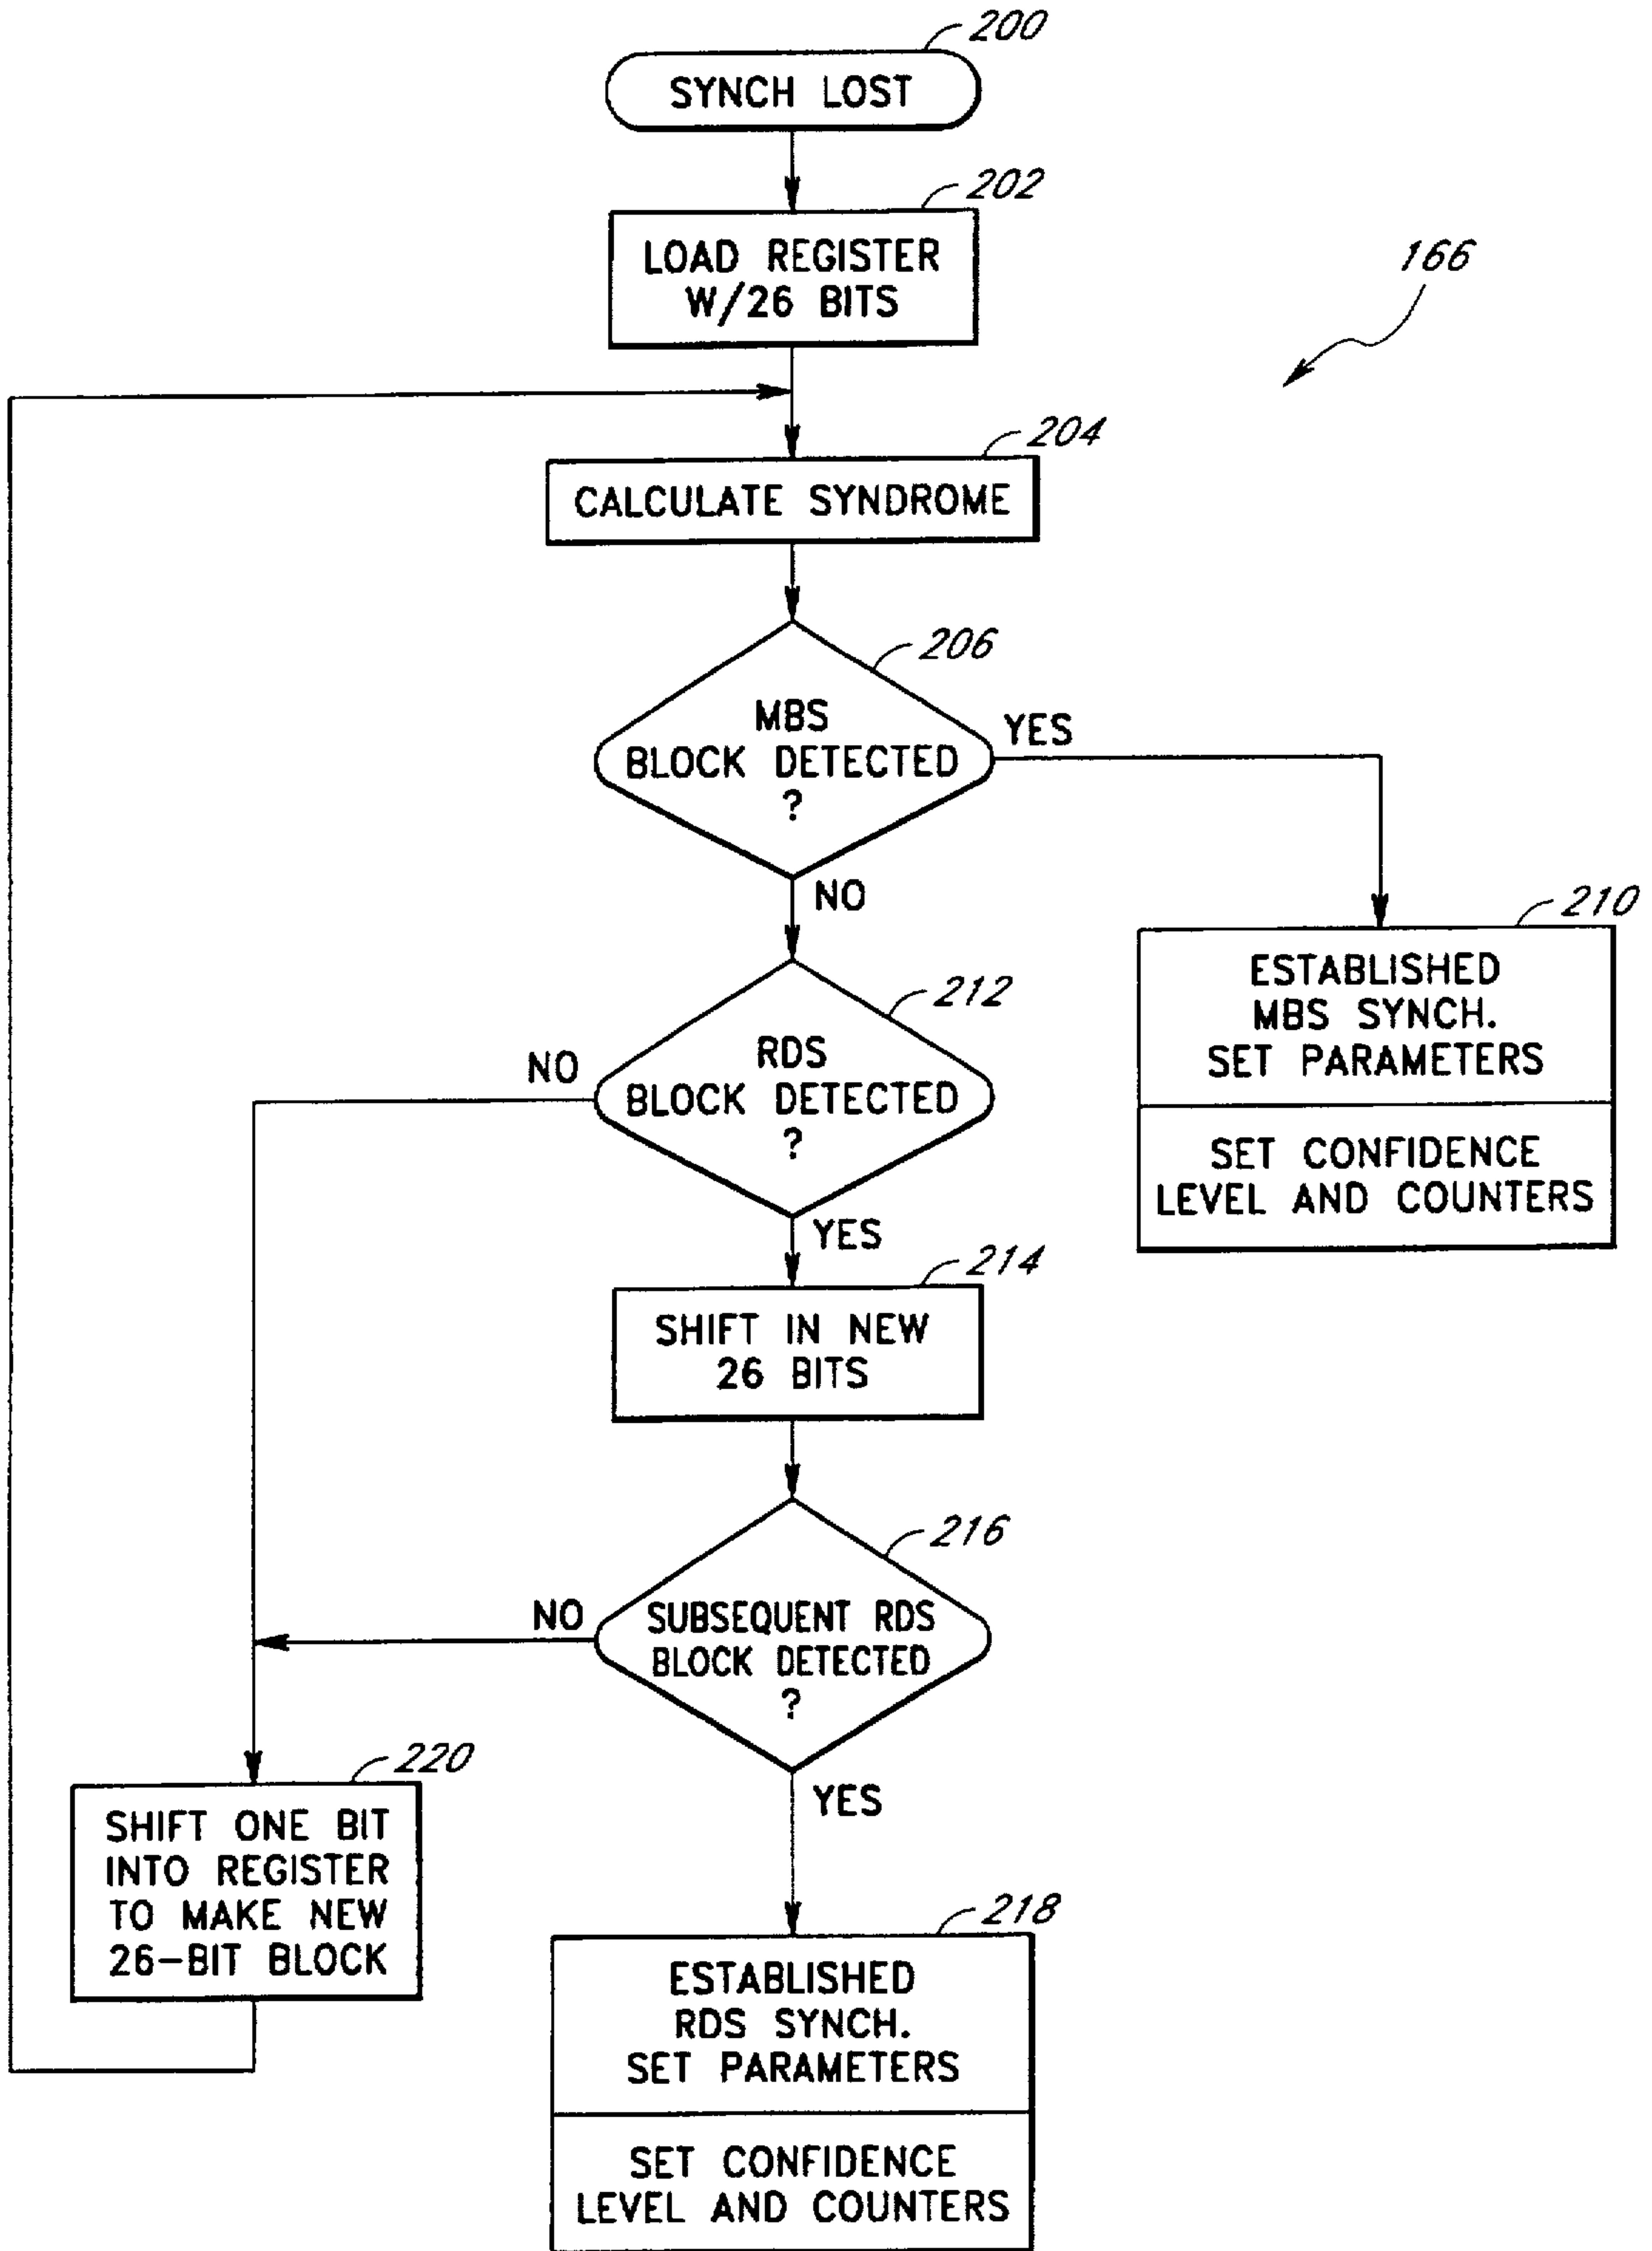 200
SYNCH LOST
202
LOAD REGISTER
W/26 BITS
166
204
CALCULATE SYNDROME
206
MBS
BLOCK DETECTED
?
YES
NO
210
ESTABLISHED
MBS SYNCH.
SET PARAMETERS
SET CONFIDENCE
LEVEL AND COUNTERS
212
RDS
BLOCK DETECTED
?
NO
YES
214
SHIFT IN NEW
26 BITS
216
SUBSEQUENT RDS
BLOCK DETECTED
?
NO
YES
220
SHIFT ONE BIT
INTO REGISTER
TO MAKE NEW
26-BIT BLOCK
218
ESTABLISHED
RDS SYNCH.
SET PARAMETERS
SET CONFIDENCE
LEVEL AND COUNTERS